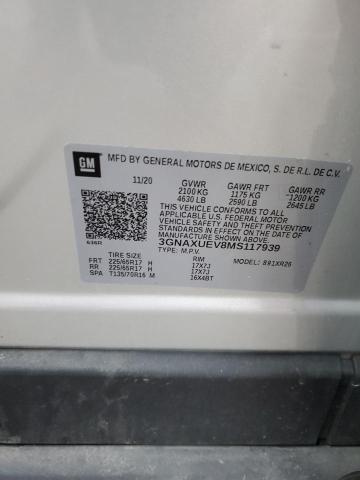 GM MFD BY GENERAL MOTORS DE MEXICO, S. DE R.L. DE C.V.
11/20 GVWR GAWR FRT GAWR RR
2100 KG 1175 KG 1200 KG
4630 LB 2590 LB 2645 LB
THIS VEHICLE CONFORMS TO ALL APPLICABLE
U.S. FEDERAL MOTOR VEHICLE SAFETY, BUMPER, AND
THEFT PREVENTION STANDARDS IN EFFECT ON THE
DATE OF MANUFACTURE SHOWN ABOVE.
3GNAXUEV8MS117939
TYPE: M.P.V. 891XR26
TIRE SIZE RIM
FRT 225/65R17 H 17X7J
RR 225/65R17 H 17X7J
SPA T135/70R16 M 16X4BT